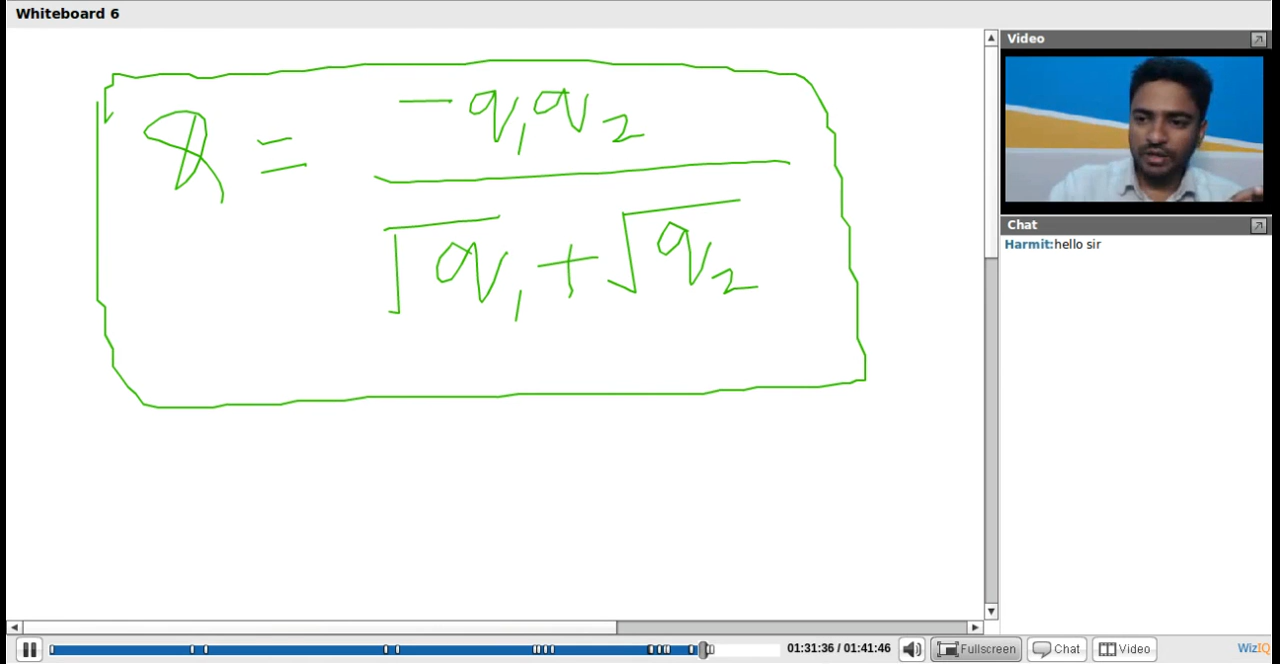 Whiteboard 6
q = -q₁q₂ / √q₁ + √q₂
Video
Chat
Harmit:hello sir
01:31:36 / 01:41:46
Fullscreen
Chat
Video
WizIQ